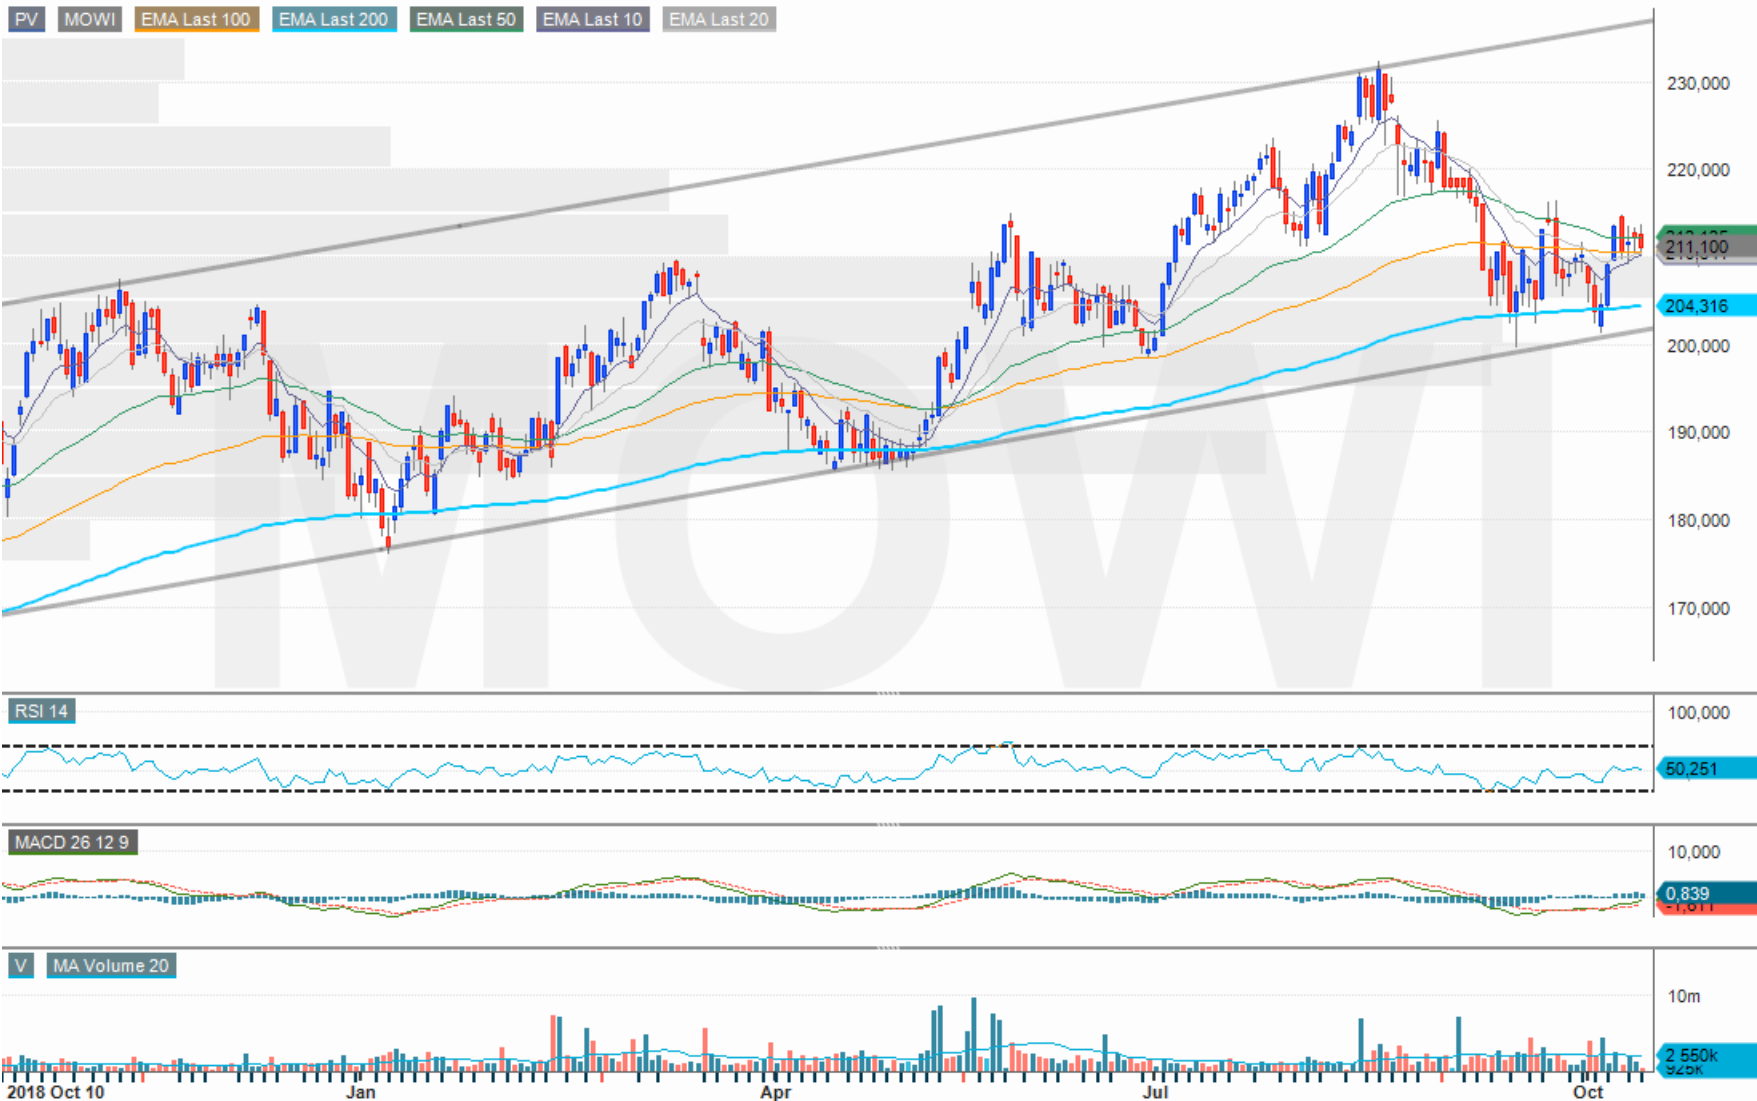 PV MOWI EMA Last 100 EMA Last 200 EMA Last 50 EMA Last 10 EMA Last 20
MOWI
230,000
220,000
211,100
204,316
200,000
190,000
180,000
170,000
RSI 14
100,000
50,251
MACD 26 12 9
10,000
0,839
V MA Volume 20
10m
2 550k
925k
2018 Oct 10 Jan Apr Jul Oct